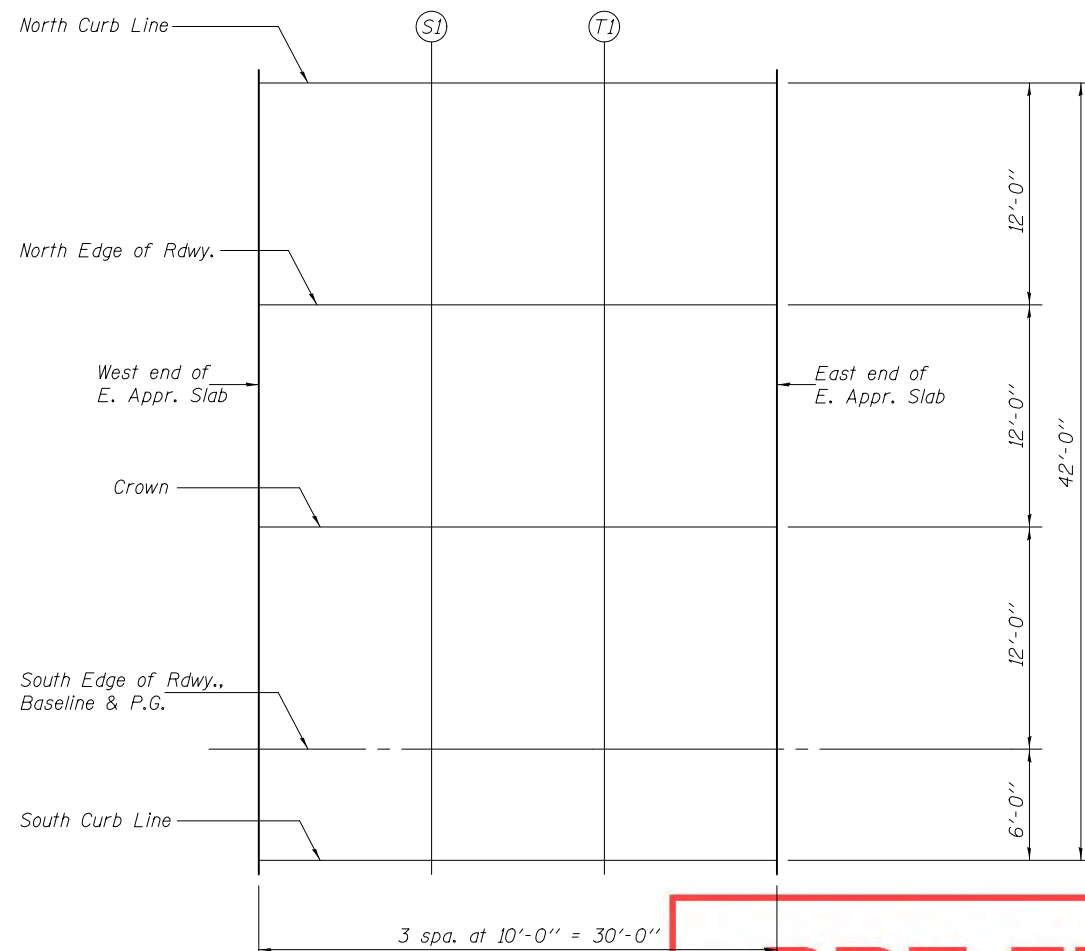 North Curb Line
S1
T1
12'-0"
North Edge of Rdwy.
West end of
E. Appr. Slab
East end of
E. Appr. Slab
12'-0"
42'-0"
Crown
12'-0"
South Edge of Rdwy.,
Baseline & P.G.
6'-0"
South Curb Line
3 spa. at 10'-0" = 30'-0"